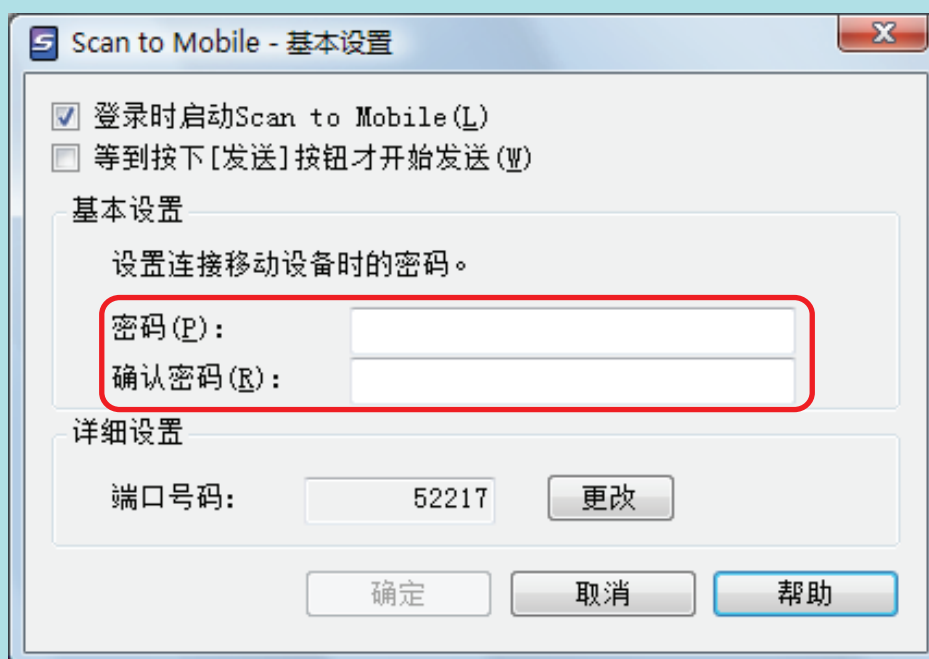 Scan to Mobile - 基本设置
登录时启动Scan to Mobile(L)
等到按下[发送]按钮才开始发送(W)
基本设置
设置连接移动设备时的密码。
密码(P):
确认密码(R):
详细设置
端口号码: 52217 更改
确定 取消 帮助